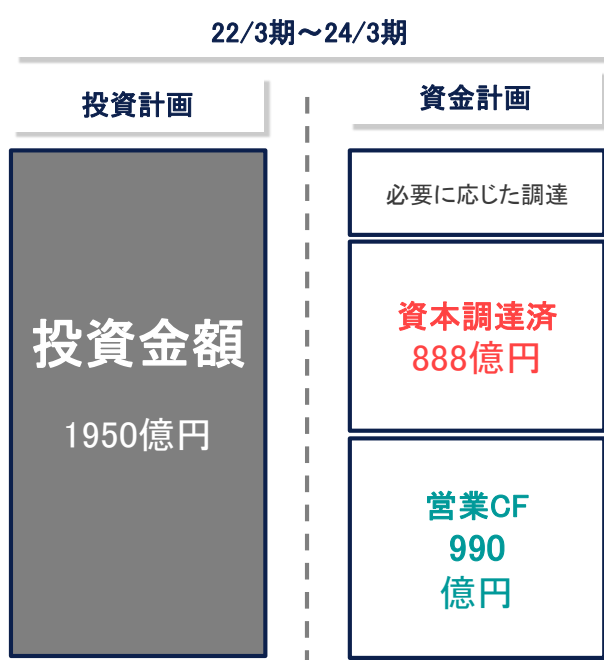 22/3期～24/3期
投資計画
投資金額
1950億円
資金計画
必要に応じた調達
資本調達済
888億円
営業CF
990
億円